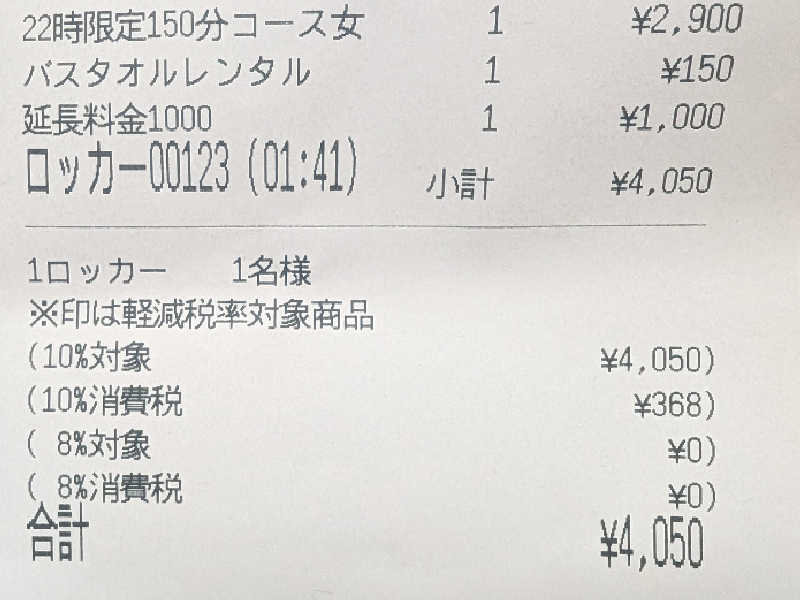 22時限定150分コース女 1 ¥2,900
バスタオルレンタル 1 ¥150
延長料金1000 1 ¥1,000
ロッカー00123 (01:41) 小計 ¥4,050
1ロッカー 1名様
※印は軽減税率対象商品
(10%対象 ¥4,050)
(10%消費税 ¥368)
( 8%対象 ¥0)
( 8%消費税 ¥0)
合計 ¥4,050